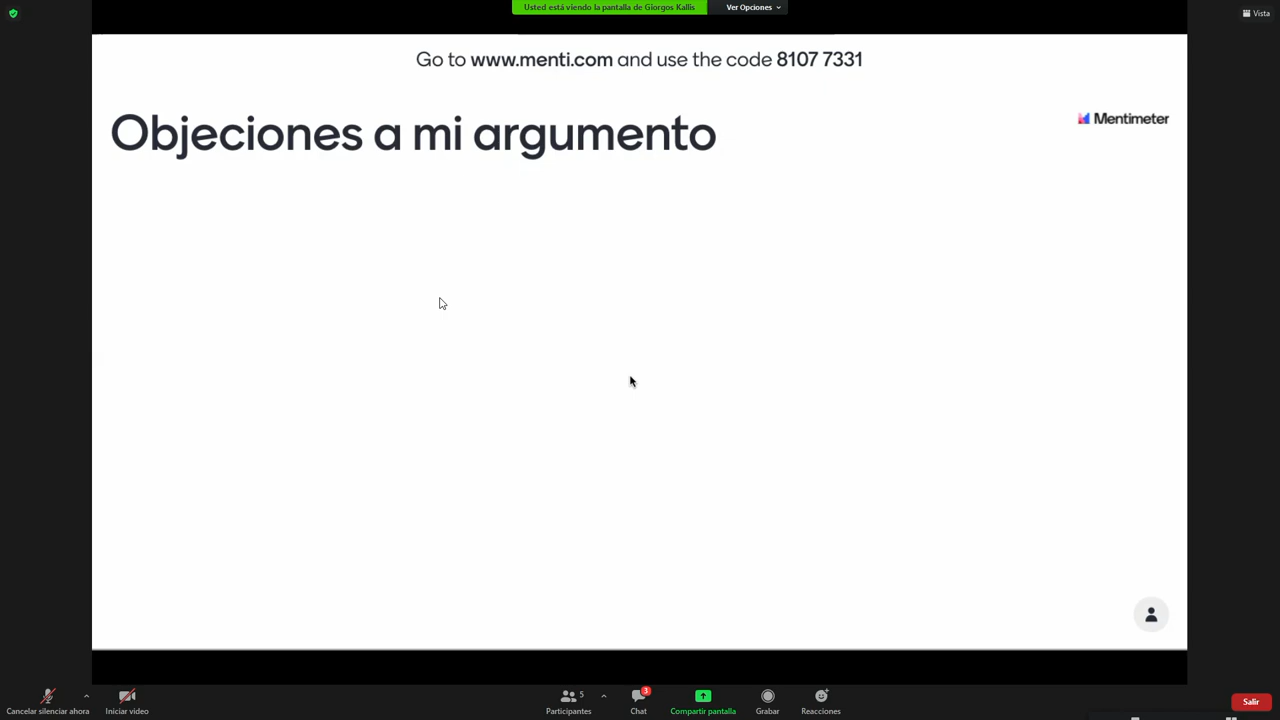 Usted está viendo la pantalla de Giorgos Kallis
Ver Opciones
Vista
Go to www.menti.com and use the code 8107 7331
Objeciones a mi argumento
Mentimeter
Cancelar silenciar ahora
Iniciar video
5
Participantes
3
Chat
Compartir pantalla
Grabar
Reacciones
Salir